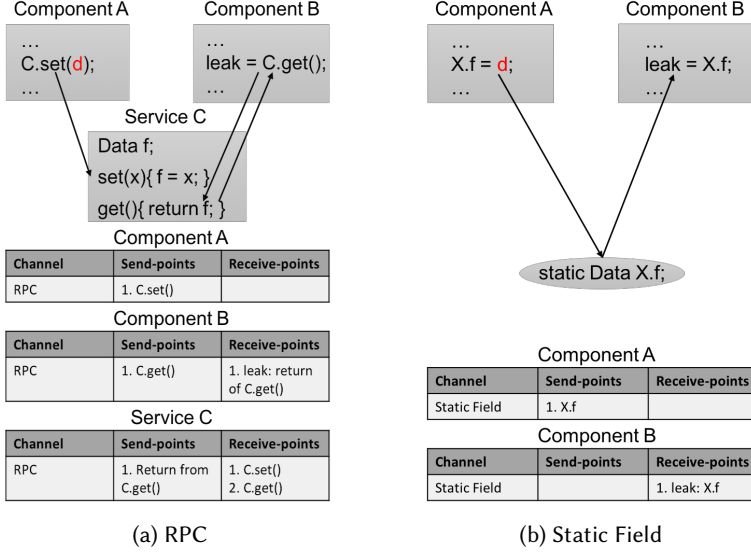 Component A
...
C.set(d);
...
Component B
...
leak = C.get();
...
Service C
Data f;
set(x){ f = x; }
get(){ return f; }
Component A
Channel Send-points Receive-points
RPC 1. C.set()
Component B
Channel Send-points Receive-points
RPC 1. C.get() 1. leak: return
of C.get()
Service C
Channel Send-points Receive-points
RPC 1. Return from 1. C.set()
C.get() 2. C.get()
(a) RPC
Component A
...
X.f = d;
...
Component B
...
leak = X.f;
...
static Data X.f;
Component A
Channel Send-points Receive-points
Static Field 1. X.f
Component B
Channel Send-points Receive-points
Static Field 1. leak: X.f
(b) Static Field